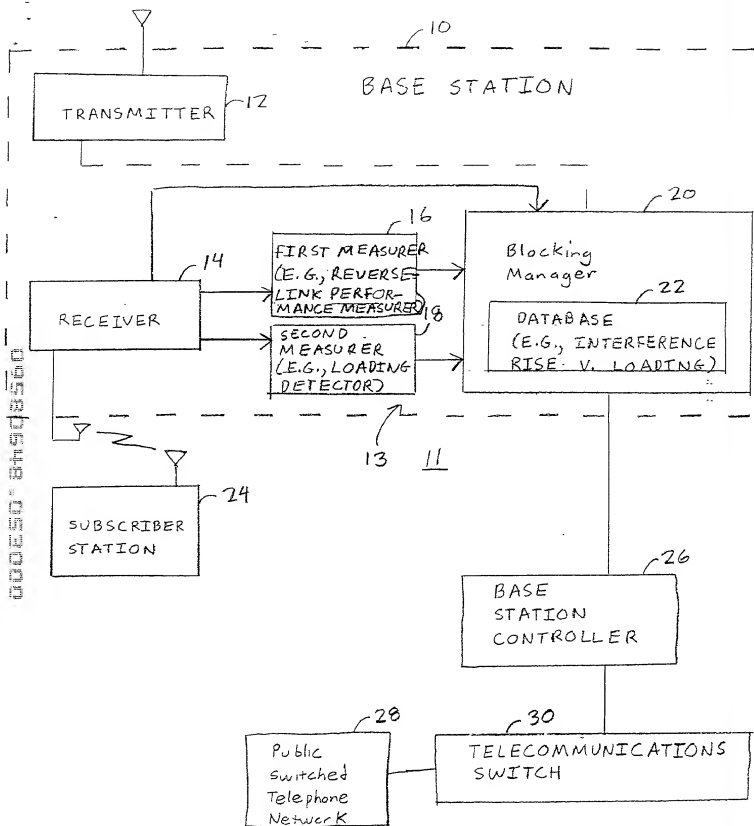 10
BASE STATION
TRANSMITTER
12
20
16
FIRST MEASURER
(E.G., REVERSE-
LINK PERFOR-
MANCE MEASURER)
Blocking
Manager
14
RECEIVER
18
SECOND
MEASURER
(E.G., LOADING
DETECTOR)
22
DATABASE
(E.G., INTERFERENCE
RISE V. LOADING)
13
11
24
SUBSCRIBER
STATION
26
BASE
STATION
CONTROLLER
28
Public
Switched
Telephone
Network
30
TELECOMMUNICATIONS
SWITCH